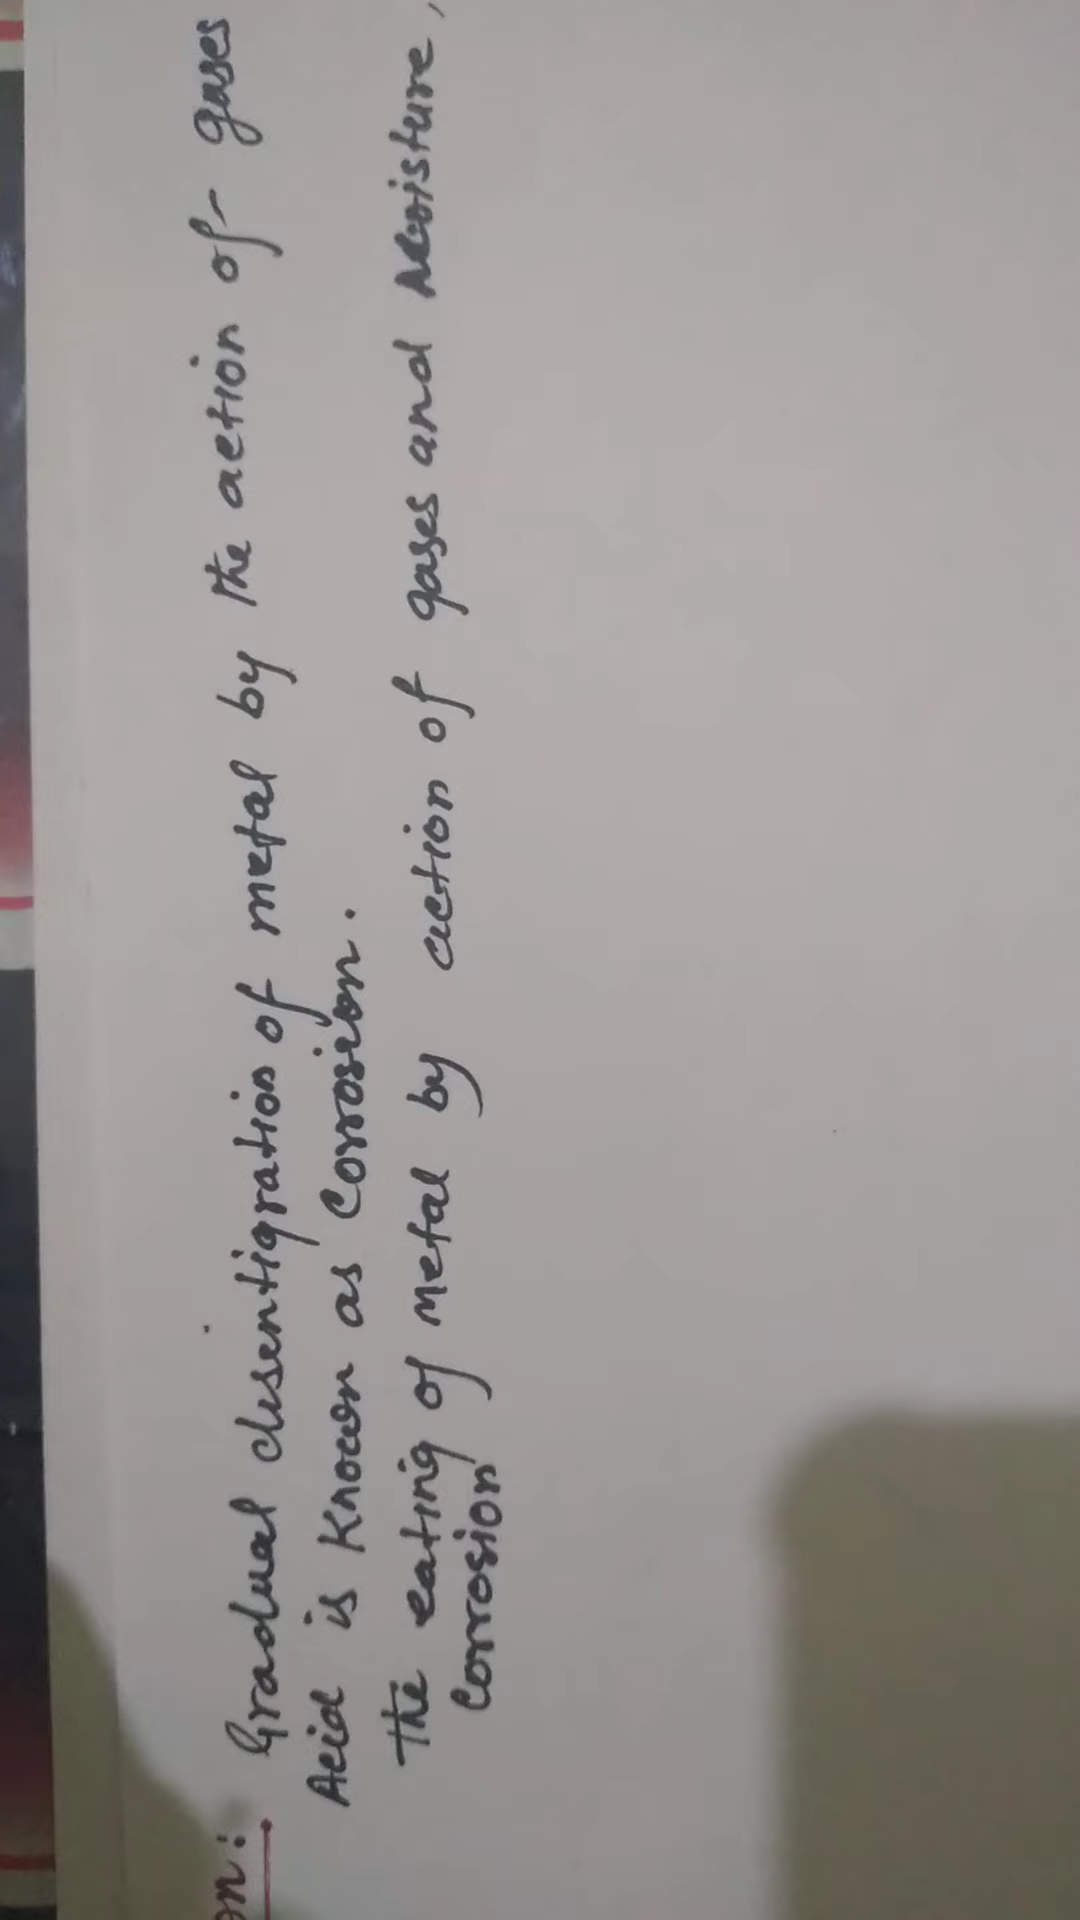 on: Gradual disentigration of metal by the action of gases
Acid is Known as Corrosion.
The eating of Metal by action of gases and Moisture,
Corrosion